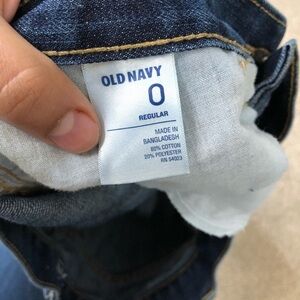 OLD NAVY
0
REGULAR
MADE IN
BANGLADESH
80% COTTON
20% POLYESTER
RN 54023